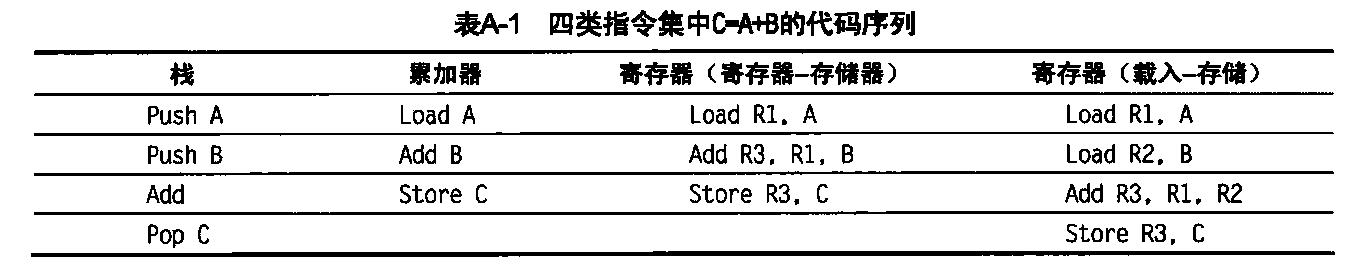 表A-1 四类指令集中C=A+B的代码序列
栈 累加器 寄存器（寄存器-存储器） 寄存器（载入-存储）
Push A Load A Load R1, A Load R1, A
Push B Add B Add R3, R1, B Load R2, B
Add Store C Store R3, C Add R3, R1, R2
Pop C Store R3, C